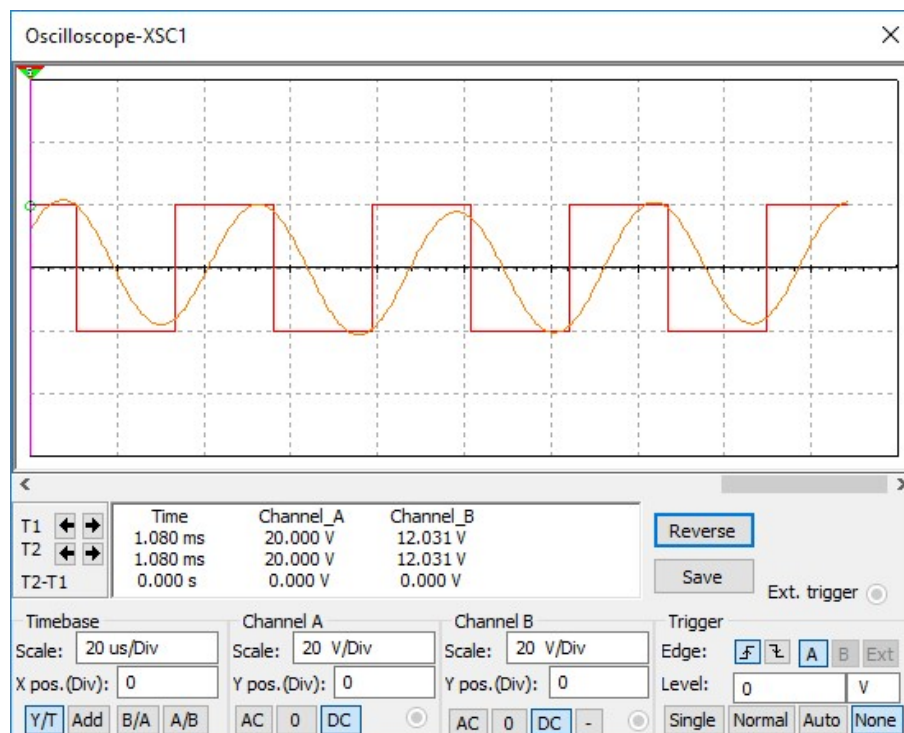 Oscilloscope-XSC1
Time Channel_A Channel_B
T1 1.080 ms 20.000 V 12.031 V
T2 1.080 ms 20.000 V 12.031 V
T2-T1 0.000 s 0.000 V 0.000 V
Reverse
Save
Ext. trigger
Timebase
Scale: 20 us/Div
X pos.(Div): 0
Y/T Add B/A A/B
Channel A
Scale: 20 V/Div
Y pos.(Div): 0
AC 0 DC
Channel B
Scale: 20 V/Div
Y pos.(Div): 0
AC 0 DC -
Trigger
Edge: A B Ext
Level: 0 V
Single Normal Auto None